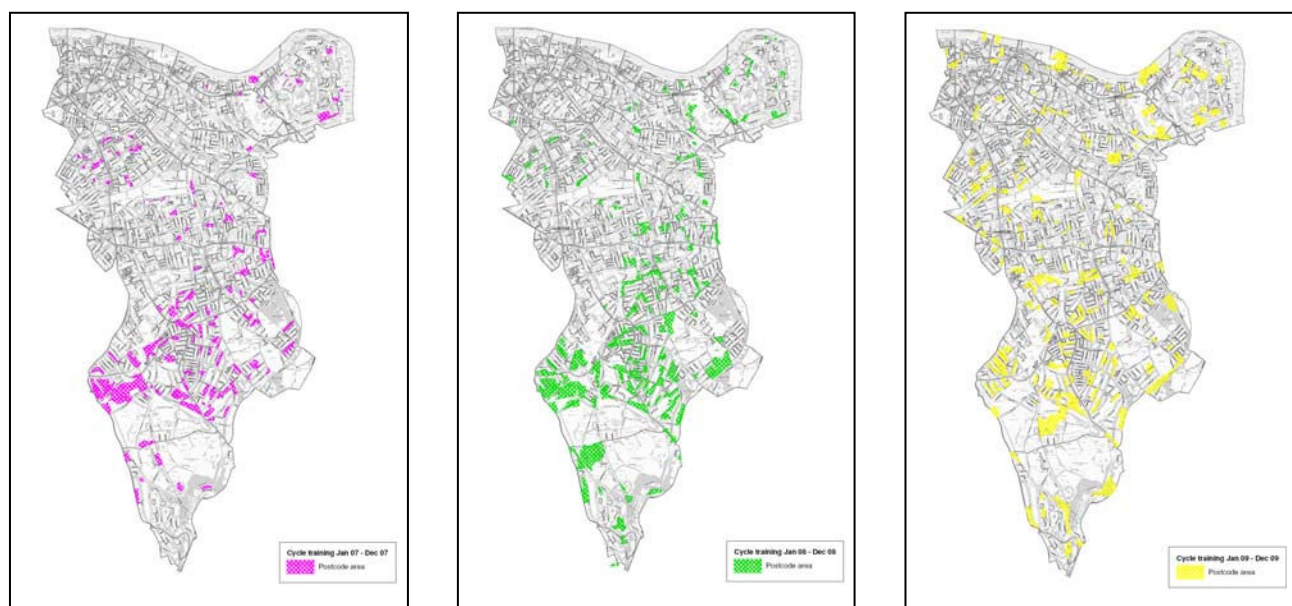 Cycle training Jan 07 - Dec 07
Postcode area
Cycle training Jan 08 - Dec 08
Postcode area
Cycle training Jan 09 - Dec 09
Postcode area